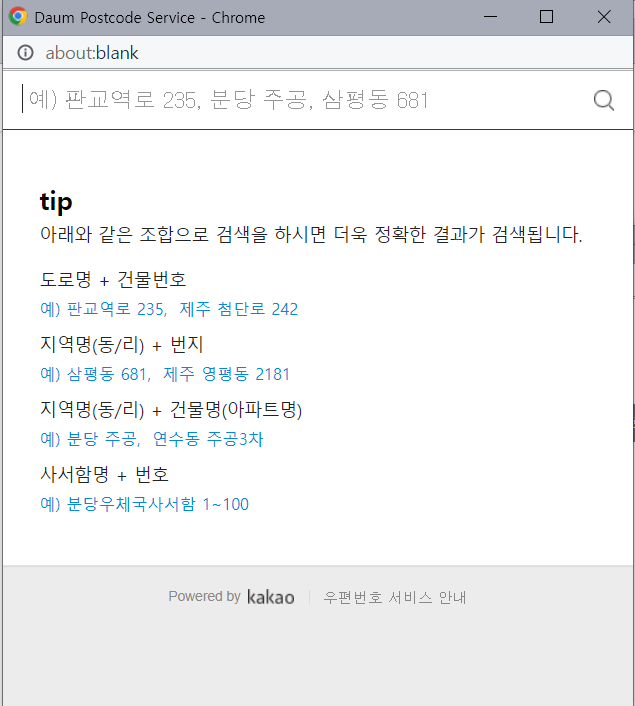 Daum Postcode Service - Chrome
about:blank
예) 판교역로 235, 분당 주공, 삼평동 681
tip
아래와 같은 조합으로 검색을 하시면 더욱 정확한 결과가 검색됩니다.
도로명 + 건물번호
예) 판교역로 235, 제주 첨단로 242
지역명(동/리) + 번지
예) 삼평동 681, 제주 영평동 2181
지역명(동/리) + 건물명(아파트명)
예) 분당 주공, 연수동 주공3차
사서함명 + 번호
예) 분당우체국사서함 1~100
Powered by kakao 우편번호 서비스 안내